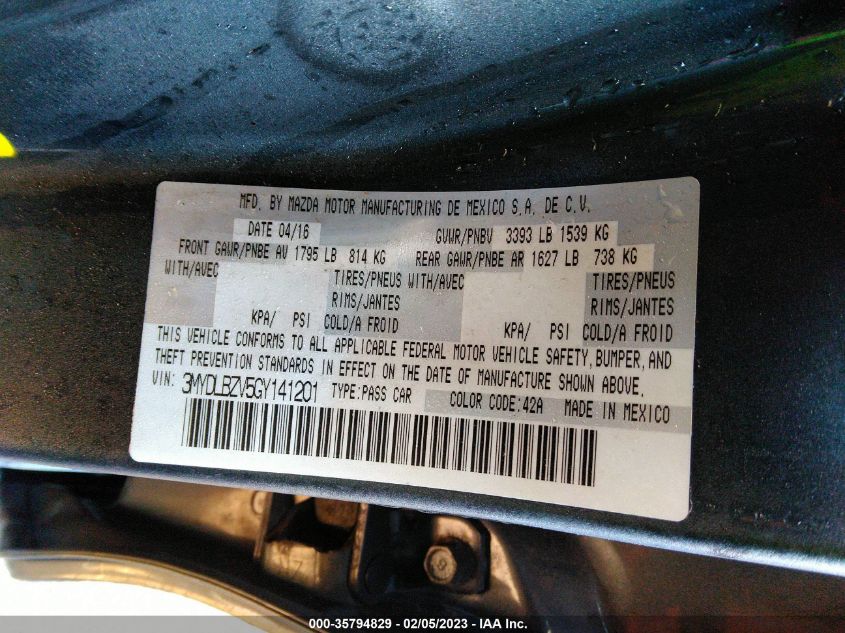 MFD. BY MAZDA MOTOR MANUFACTURING DE MEXICO S.A. DE C.V.
DATE 04/16 GVWR/PNBV 3393 LB 1539 KG
FRONT GAWR/PNBE AV 1795 LB 814 KG REAR GAWR/PNBE AR 1627 LB 738 KG
WITH/AVEC TIRES/PNEUS WITH/AVEC TIRES/PNEUS
RIMS/JANTES RIMS/JANTES
KPA/ PSI COLD/A FROID KPA/ PSI COLD/A FROID
THIS VEHICLE CONFORMS TO ALL APPLICABLE FEDERAL MOTOR VEHICLE SAFETY, BUMPER, AND
THEFT PREVENTION STANDARDS IN EFFECT ON THE DATE OF MANUFACTURE SHOWN ABOVE.
VIN: 3MYDLBZV5GY141201 TYPE:PASS CAR COLOR CODE:42A MADE IN MEXICO
000-35794829 - 02/05/2023 - IAA Inc.